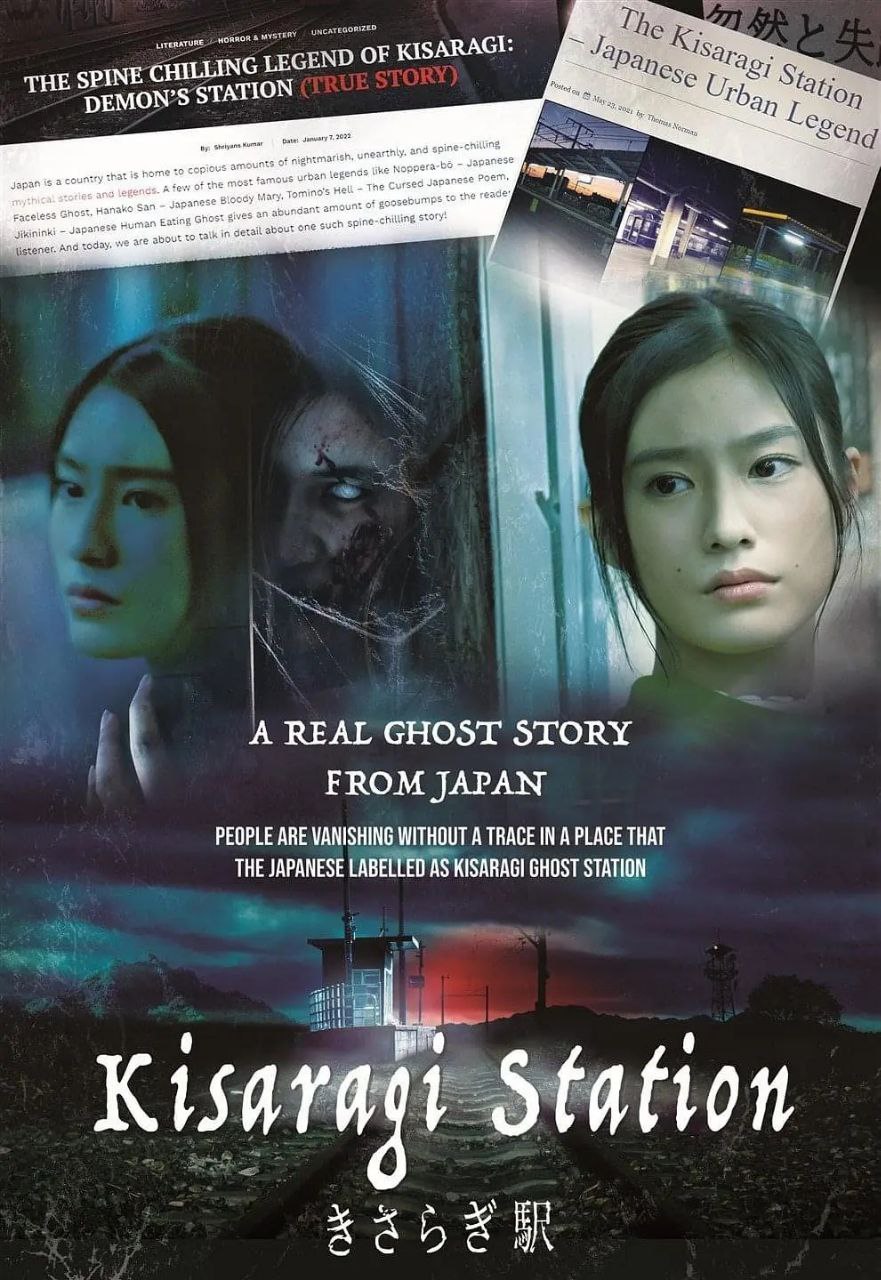 LITERATURE / HORROR & MYSTERY / UNCATEGORIZED
THE SPINE CHILLING LEGEND OF KISARAGI:
DEMON'S STATION (TRUE STORY)
By: Shriyans Kumar | Date: January 7, 2022
Japan is a country that is home to copious amounts of nightmarish, unearthly, and spine-chilling
mythical stories and legends. A few of the most famous urban legends like Noppera-bō – Japanese
Faceless Ghost, Hanako San – Japanese Bloody Mary, Tomino's Hell – The Cursed Japanese Poem,
Jikininki – Japanese Human Eating Ghost gives an abundant amount of goosebumps to the reade
listener. And today, we are about to talk in detail about one such spine-chilling story!
忽然と失
The Kisaragi Station
– Japanese Urban Legend
Posted on May 23, 2021 by Thomas Norman
A REAL GHOST STORY
FROM JAPAN
PEOPLE ARE VANISHING WITHOUT A TRACE IN A PLACE THAT
THE JAPANESE LABELLED AS KISARAGI GHOST STATION
Kisaragi Station
きさらぎ駅